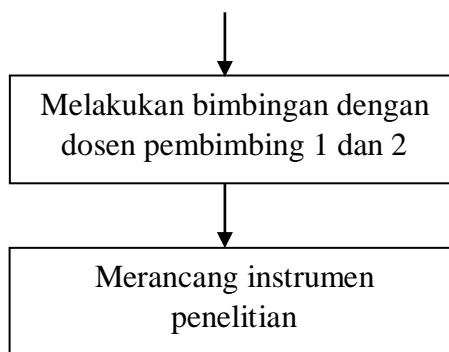 Melakukan bimbingan dengan
dosen pembimbing 1 dan 2
Merancang instrumen
penelitian